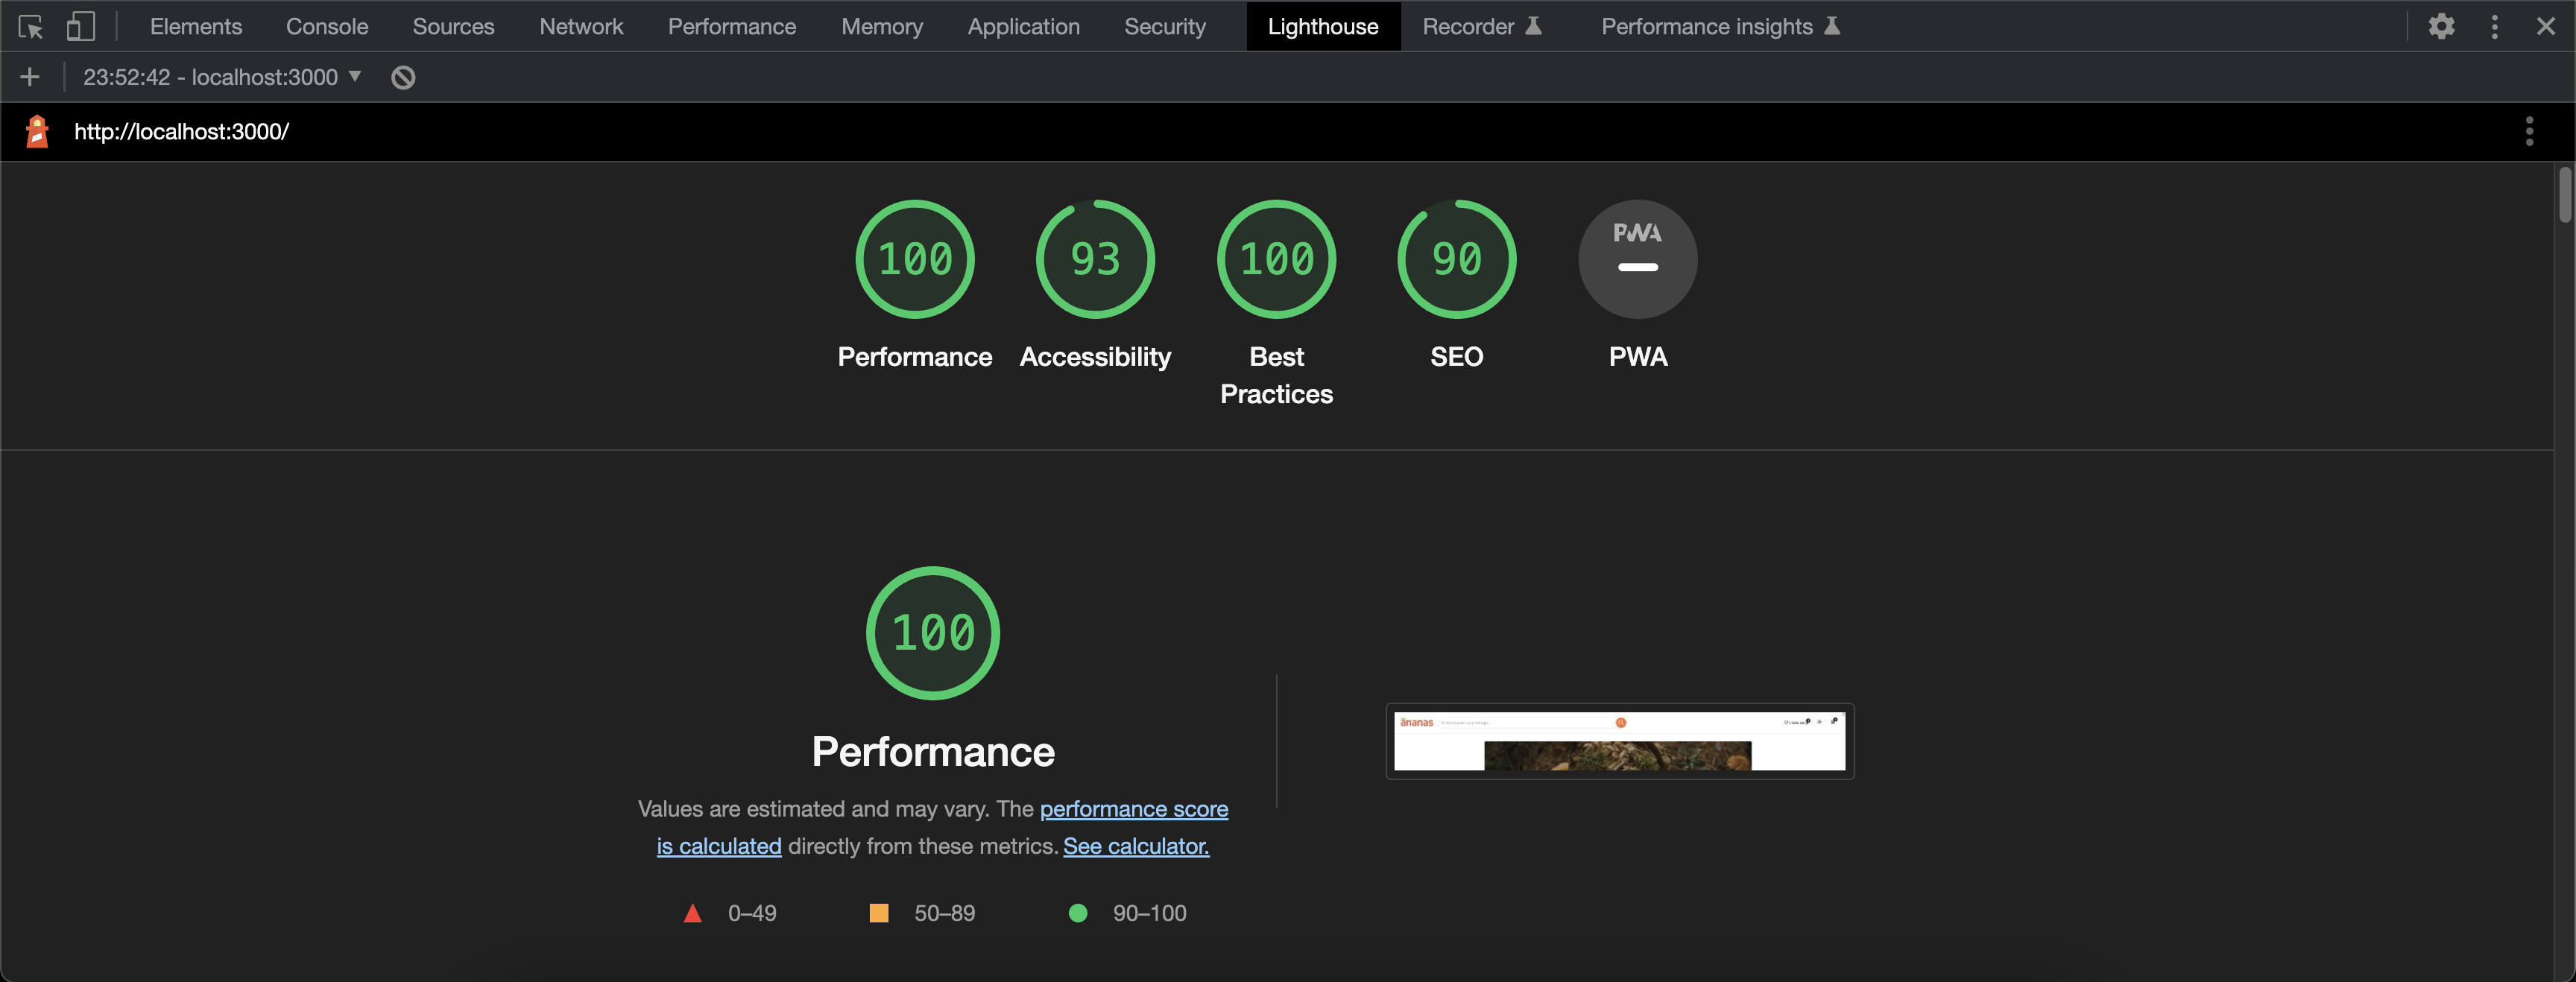 Elements Console Sources Network Performance Memory Application Security Lighthouse Recorder Performance insights
23:52:42 - localhost:3000
http://localhost:3000/
100 93 100 90 PWA
Performance Accessibility Best Practices SEO PWA
100
Performance
Values are estimated and may vary. The performance score
is calculated directly from these metrics. See calculator.
0–49 50–89 90–100
ananas